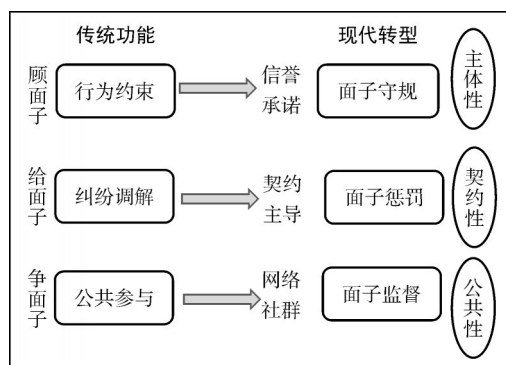 传统功能
现代转型
顾面子
行为约束
信誉
承诺
面子守规
主体性
给面子
纠纷调解
契约
主导
面子惩罚
契约性
争面子
公共参与
网络
社群
面子监督
公共性